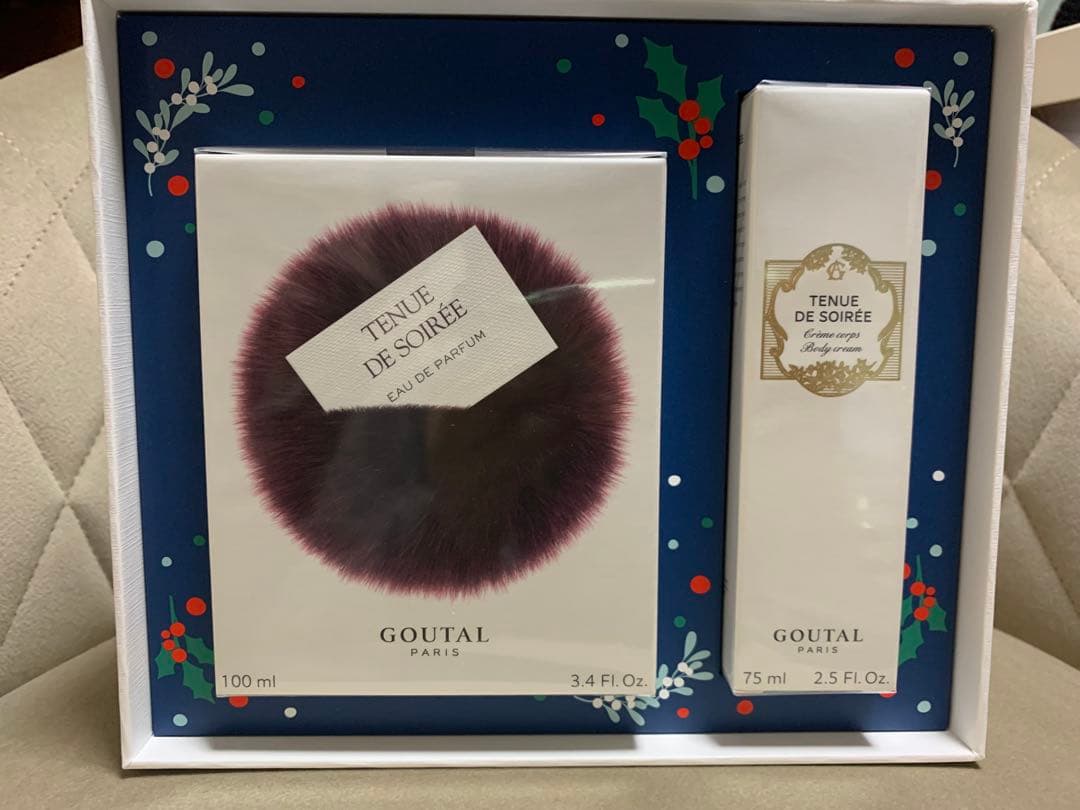 TENUE
DE SOIRÉE
EAU DE PARFUM
GOUTAL
PARIS
100 ml 3.4 Fl. Oz.
TENUE
DE SOIRÉE
Crème corps
Body cream
GOUTAL
PARIS
75 ml 2.5 Fl. Oz.